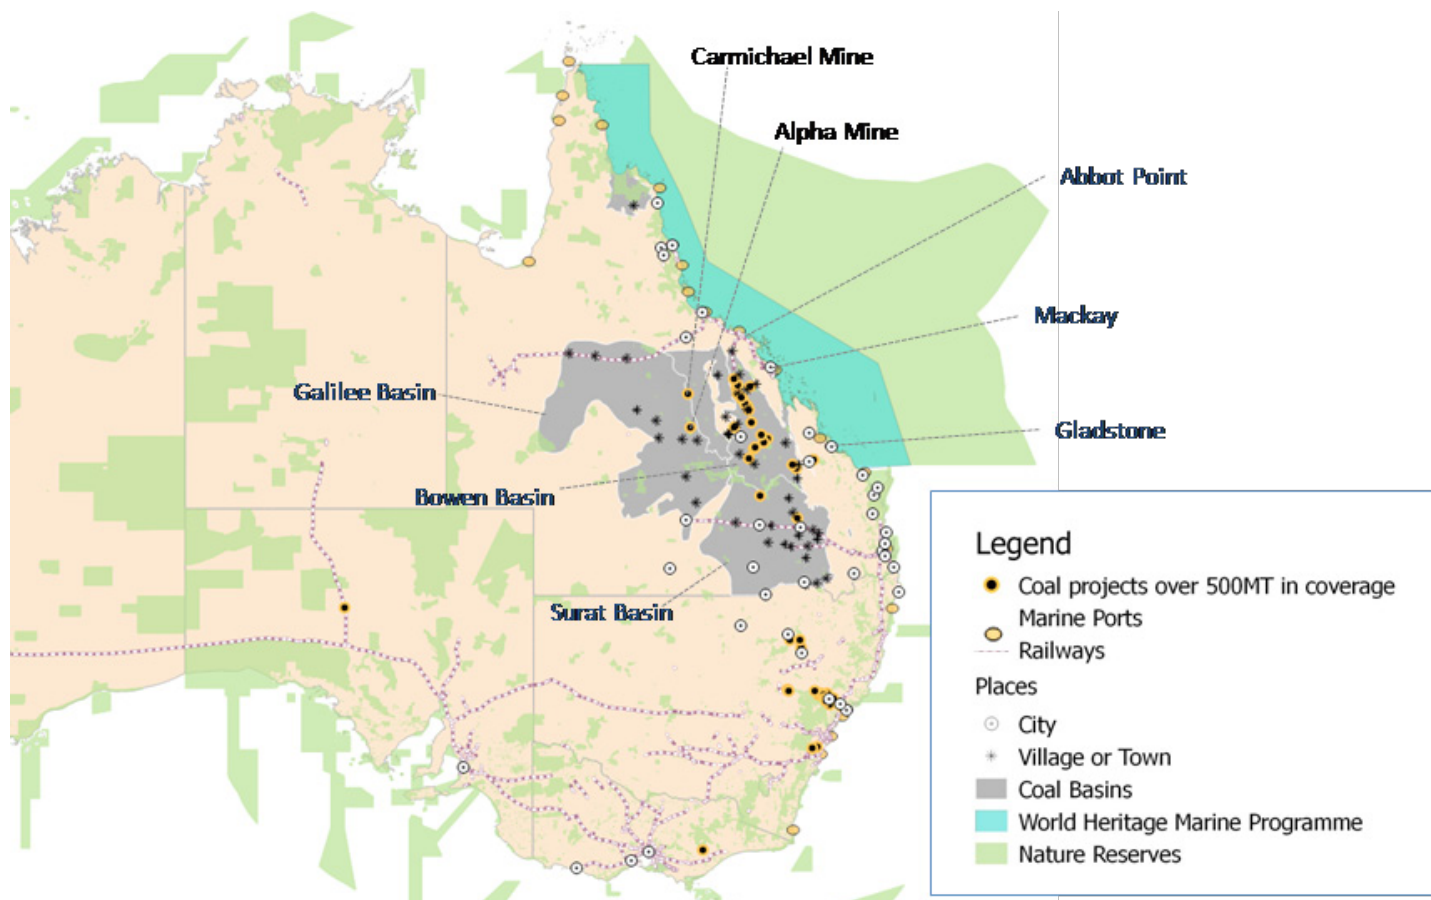 Carmichael Mine
Alpha Mine
Abbot Point
Mackay
Galilee Basin
Gladstone
Bowen Basin
Surat Basin
Legend
Coal projects over 500MT in coverage
Marine Ports
Railways
Places
City
Village or Town
Coal Basins
World Heritage Marine Programme
Nature Reserves